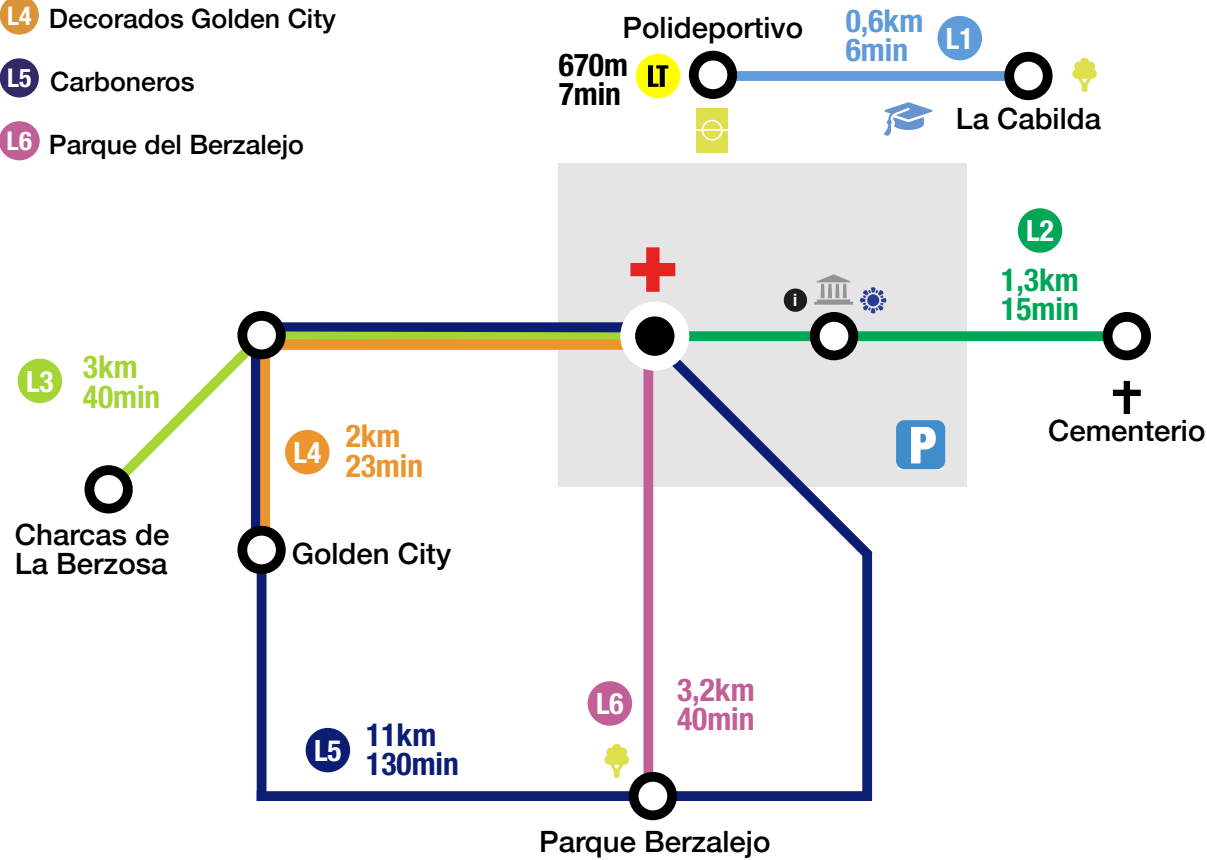 L4 Decorados Golden City
L5 Carboneros
L6 Parque del Berzalejo
Polideportivo
670m
7min
LT
0,6km
6min
L1
La Cabilda
L2
1,3km
15min
i
Cementerio
P
L3
3km
40min
L4
2km
23min
Charcas de
La Berzosa
Golden City
L6
3,2km
40min
L5
11km
130min
Parque Berzalejo